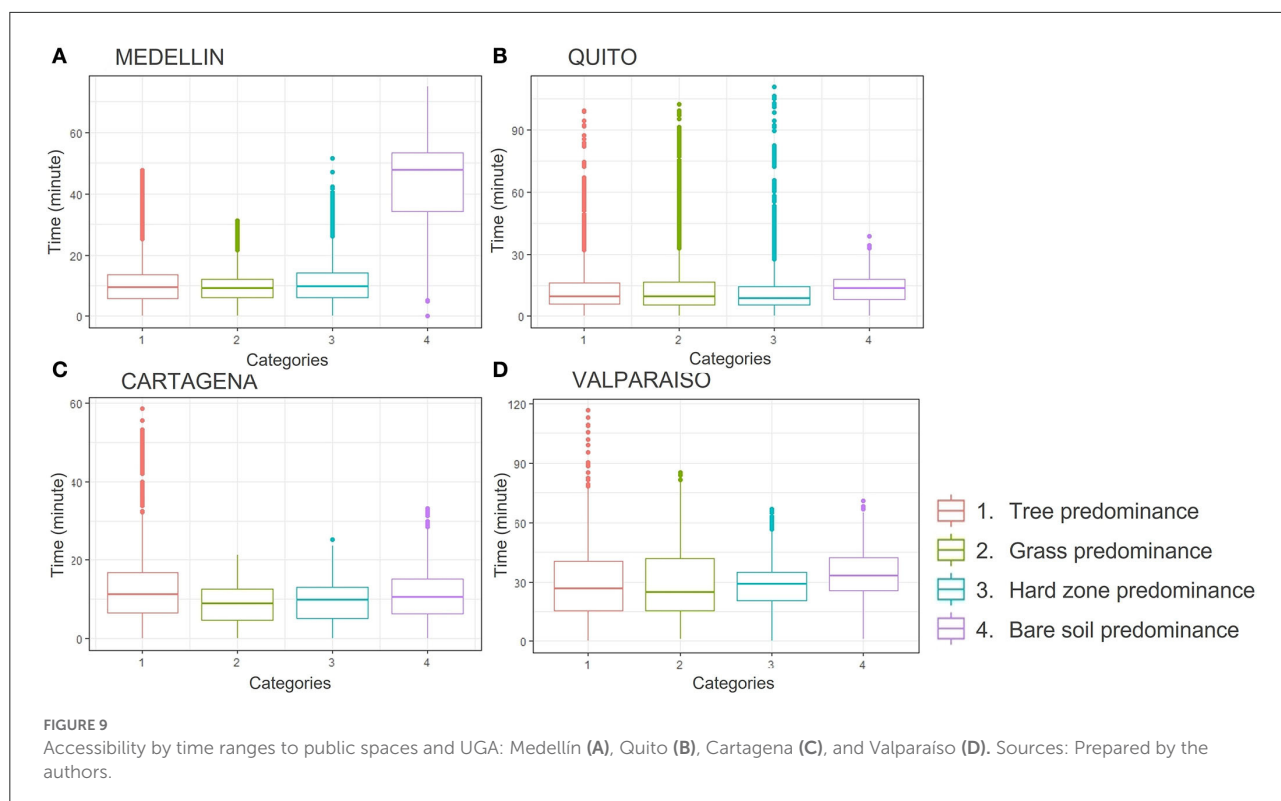 A MEDELLIN
Time (minute)
60
40
20
0
1 2 3 4
Categories
B QUITO
Time (minute)
90
60
30
0
1 2 3 4
Categories
C CARTAGENA
Time (minute)
60
40
20
0
1 2 3 4
Categories
D VALPARAISO
Time (minute)
120
90
60
30
0
1 2 3 4
Categories
1. Tree predominance
2. Grass predominance
3. Hard zone predominance
4. Bare soil predominance
FIGURE 9
Accessibility by time ranges to public spaces and UGA: Medellín (A), Quito (B), Cartagena (C), and Valparaíso (D). Sources: Prepared by the
authors.